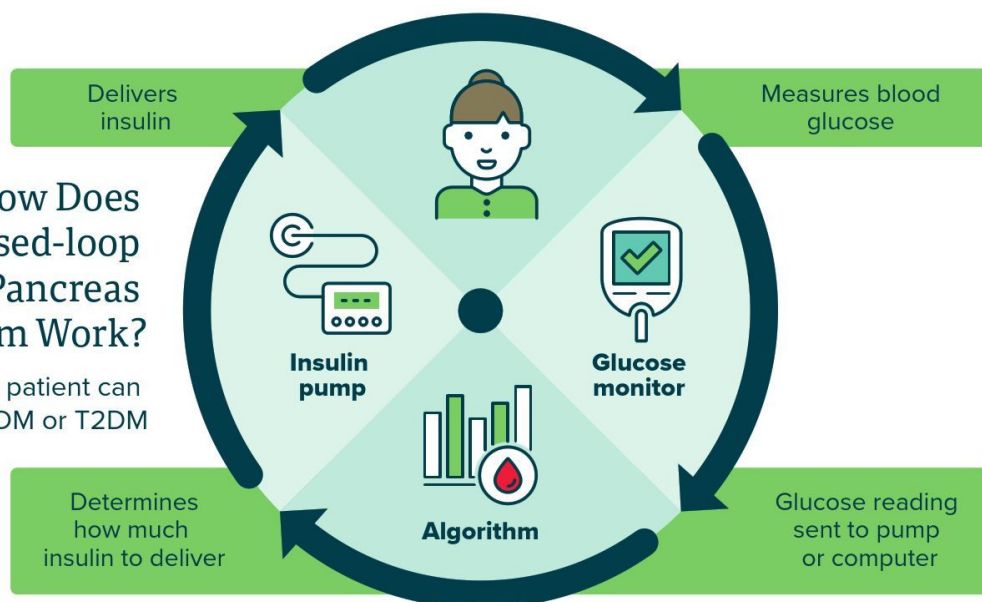 Delivers
insulin
Measures blood
glucose
ow Does
sed-loop
Pancreas
m Work?
patient can
DM or T2DM
Insulin
pump
Glucose
monitor
Algorithm
Determines
how much
insulin to deliver
Glucose reading
sent to pump
or computer